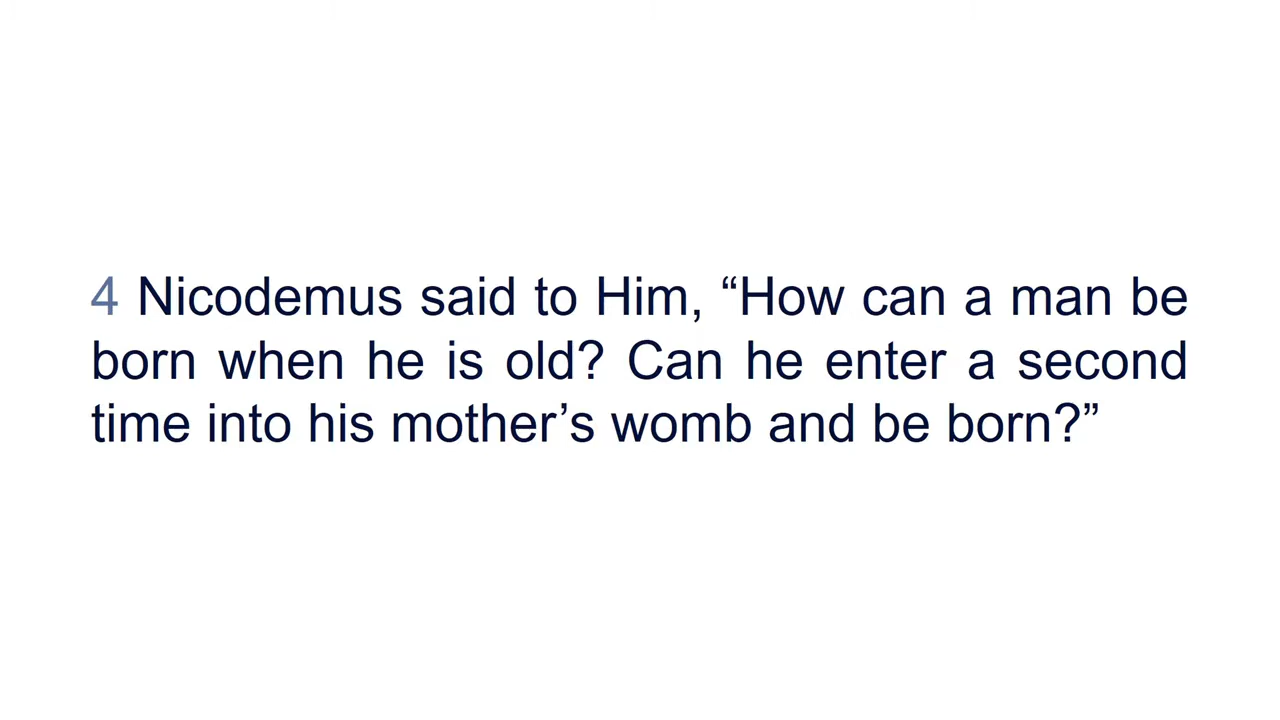 4 Nicodemus said to Him, “How can a man be
born when he is old? Can he enter a second
time into his mother’s womb and be born?”